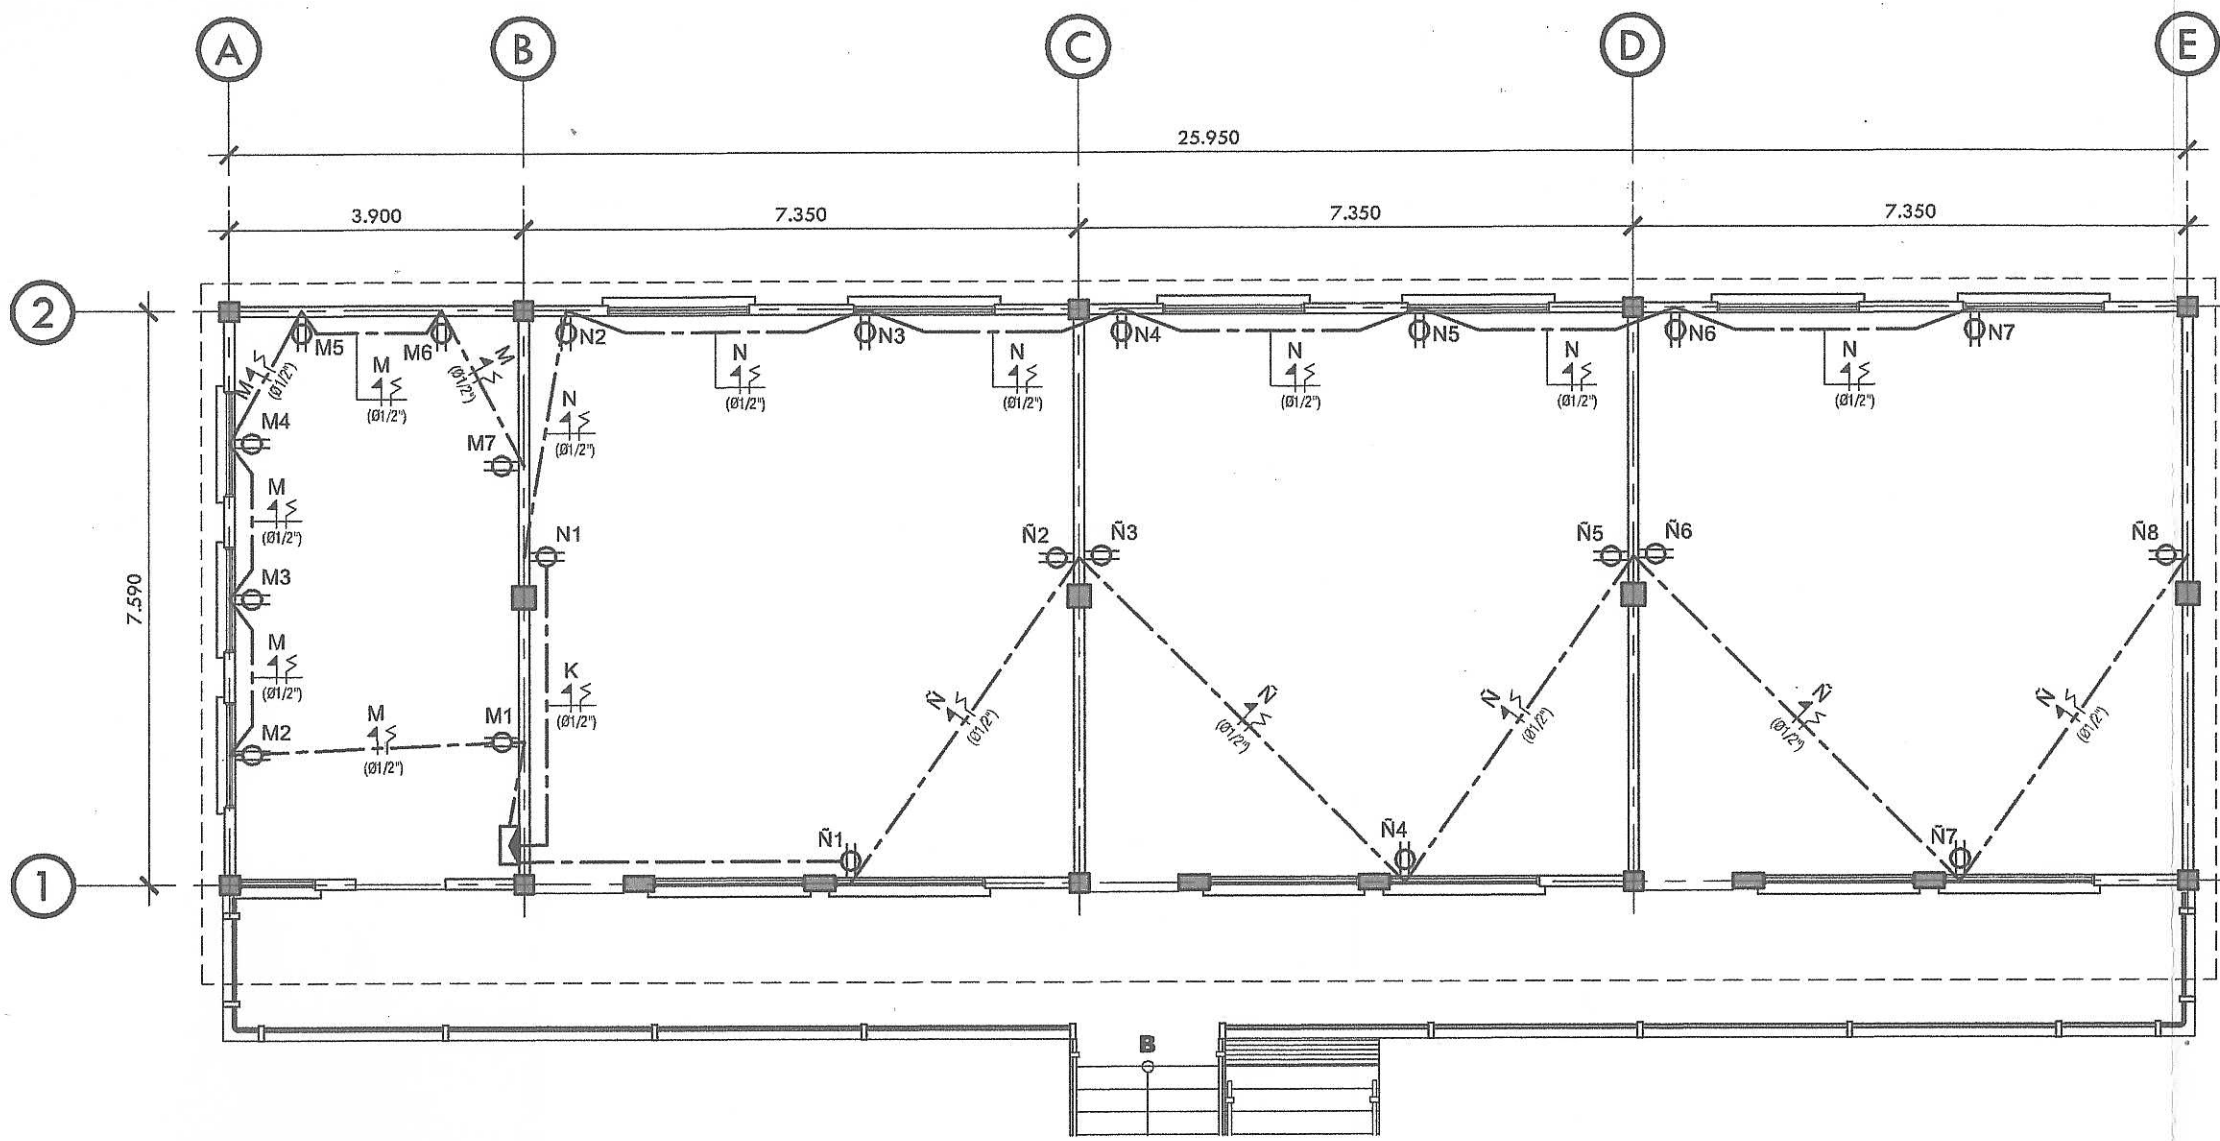 A B C D E
25.950
3.900 7.350 7.350 7.350
2
M5 M6 N2 N3 N4 N5 N6 N7
M
(Ø1/2")
M
(Ø1/2")
M
(Ø1/2")
N
(Ø1/2")
N
(Ø1/2")
N
(Ø1/2")
N
(Ø1/2")
N
(Ø1/2")
N
(Ø1/2")
M4
M7
M
(Ø1/2")
N1 Ñ2 Ñ3 Ñ5 Ñ6 Ñ8
7.590
M3
M
(Ø1/2")
K
(Ø1/2")
Ñ
(Ø1/2")
Ñ
(Ø1/2")
Ñ
(Ø1/2")
Ñ
(Ø1/2")
Ñ
(Ø1/2")
M2
M
(Ø1/2")
M1
Ñ1 Ñ4 Ñ7
1
B